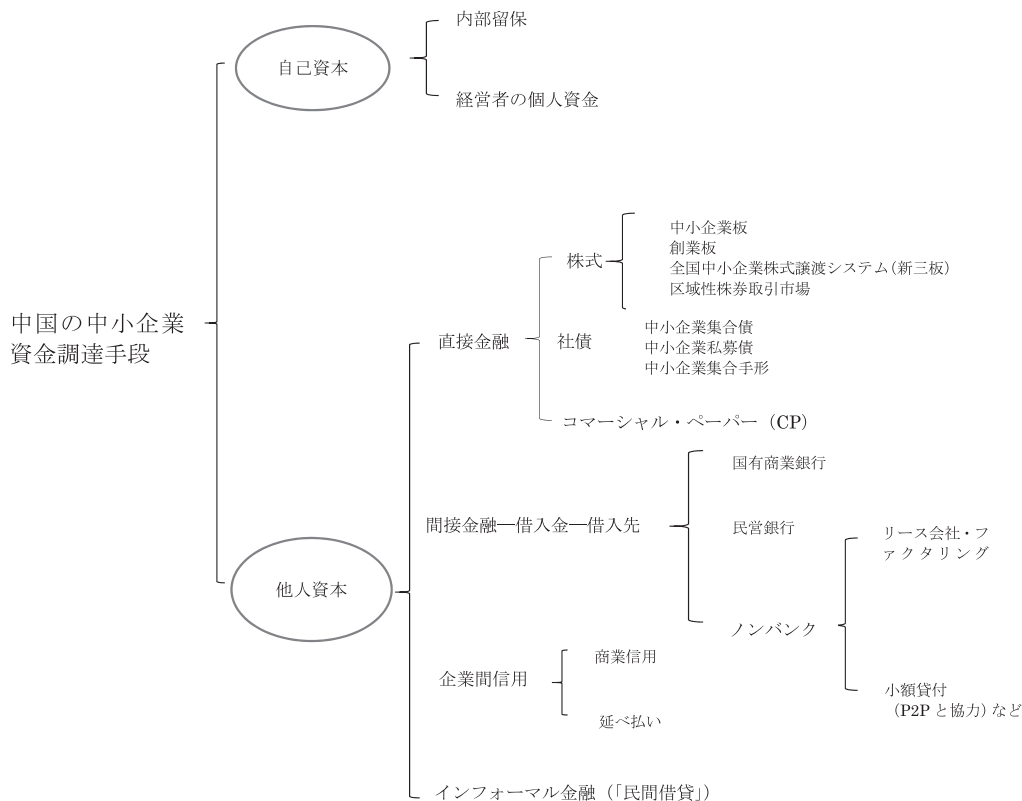 中国の中小企業
資金調達手段
自己資本
内部留保
経営者の個人資金
他人資本
直接金融
株式
中小企業板
創業板
全国中小企業株式譲渡システム（新三板）
区域性株券取引市場
社債
中小企業集合債
中小企業私募債
中小企業集合手形
コマーシャル・ペーパー（CP）
間接金融―借入金―借入先
国有商業銀行
民営銀行
ノンバンク
リース会社・フ
ァクタリング
小額貸付
（P2P と協力）など
企業間信用
商業信用
延べ払い
インフォーマル金融（「民間借貸」）